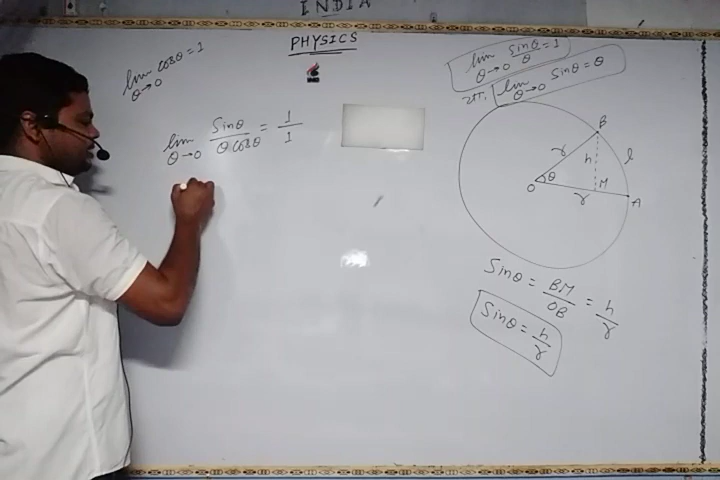 INDIA
PHYSICS
lim θ→0 cosθ = 1
lim θ→0 Sinθ / θ cosθ = 1 / 1
lim θ→0 Sinθ / θ = 1
lim θ→0 Sinθ = θ
B
r
h
l
O
θ
M
r
A
Sinθ = BM / OB = h / r
Sinθ = h / r